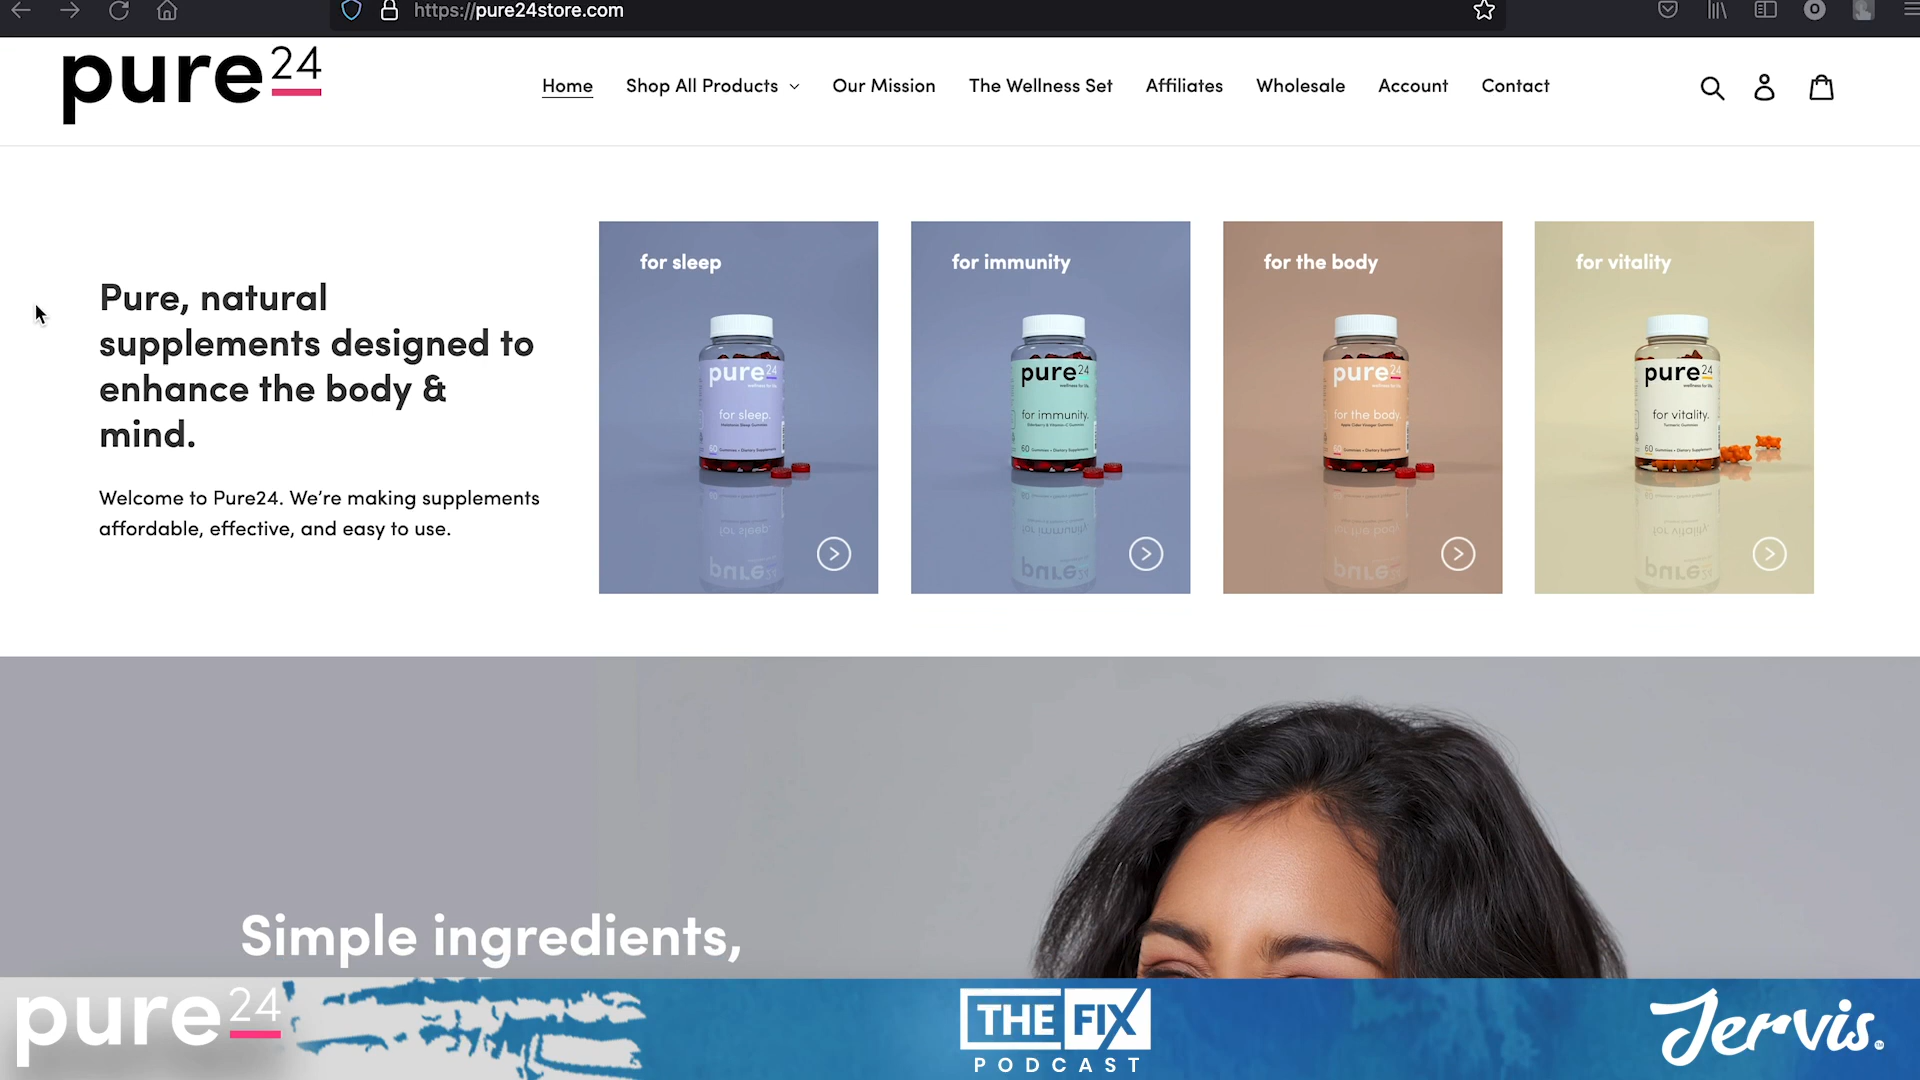 https://pure24store.com
pure24
Home Shop All Products Our Mission The Wellness Set Affiliates Wholesale Account Contact
Pure, natural
supplements designed to
enhance the body &
mind.
Welcome to Pure24. We're making supplements
affordable, effective, and easy to use.
for sleep
pure24
wellness for life.
for sleep.
Melatonin Sleep Gummies
60 Gummies • Dietary Supplement
for immunity
pure24
wellness for life.
for immunity.
Elderberry & Vitamin-C Gummies
60 Gummies • Dietary Supplement
for the body
pure24
wellness for life.
for the body.
Apple Cider Vinegar Gummies
60 Gummies • Dietary Supplement
for vitality
pure24
wellness for life.
for vitality.
Turmeric Gummies
60 Gummies • Dietary Supplement
Simple ingredients,
pure24
THE FIX
PODCAST
Jervis.